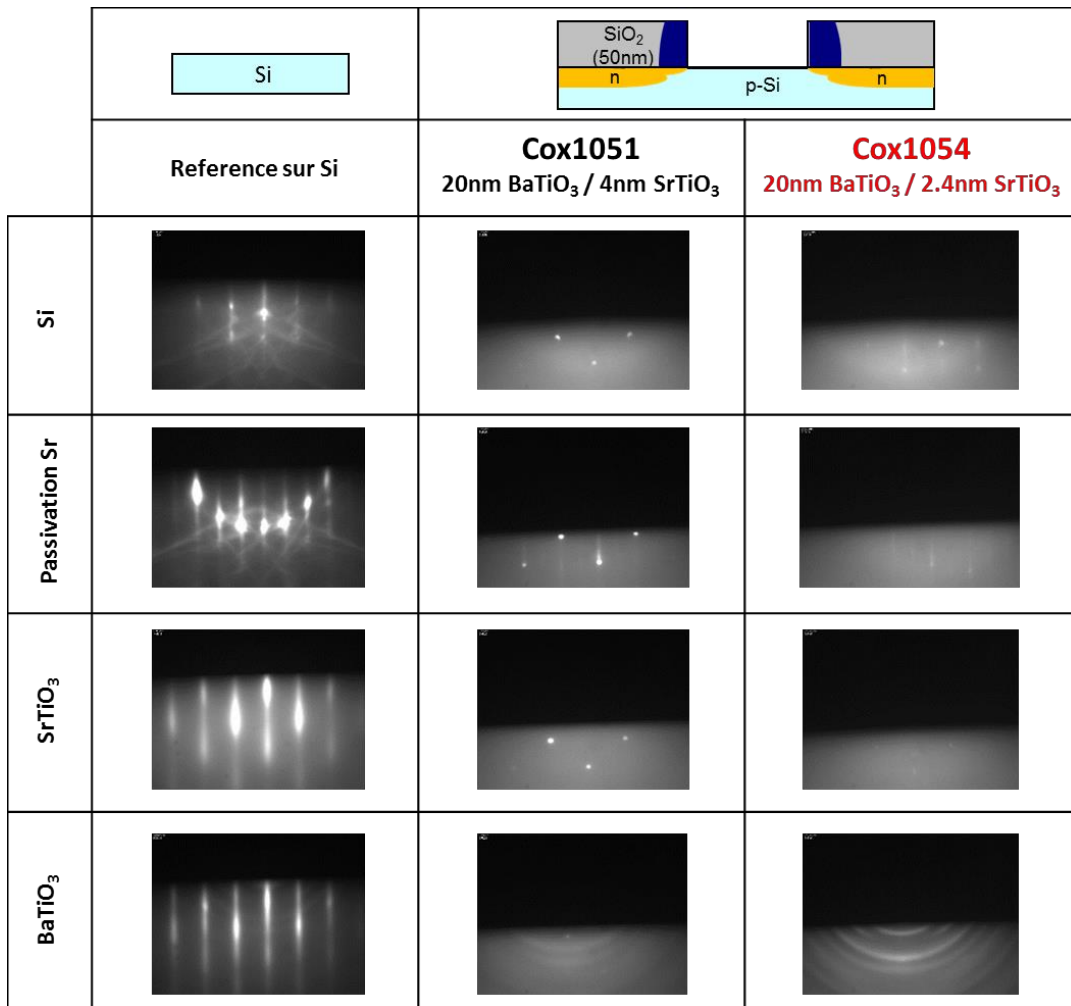 Si
SiO₂
(50nm)
n
p-Si
n
Reference sur Si
Cox1051
20nm BaTiO₃ / 4nm SrTiO₃
Cox1054
20nm BaTiO₃ / 2.4nm SrTiO₃
Si
Passivation Sr
SrTiO₃
BaTiO₃